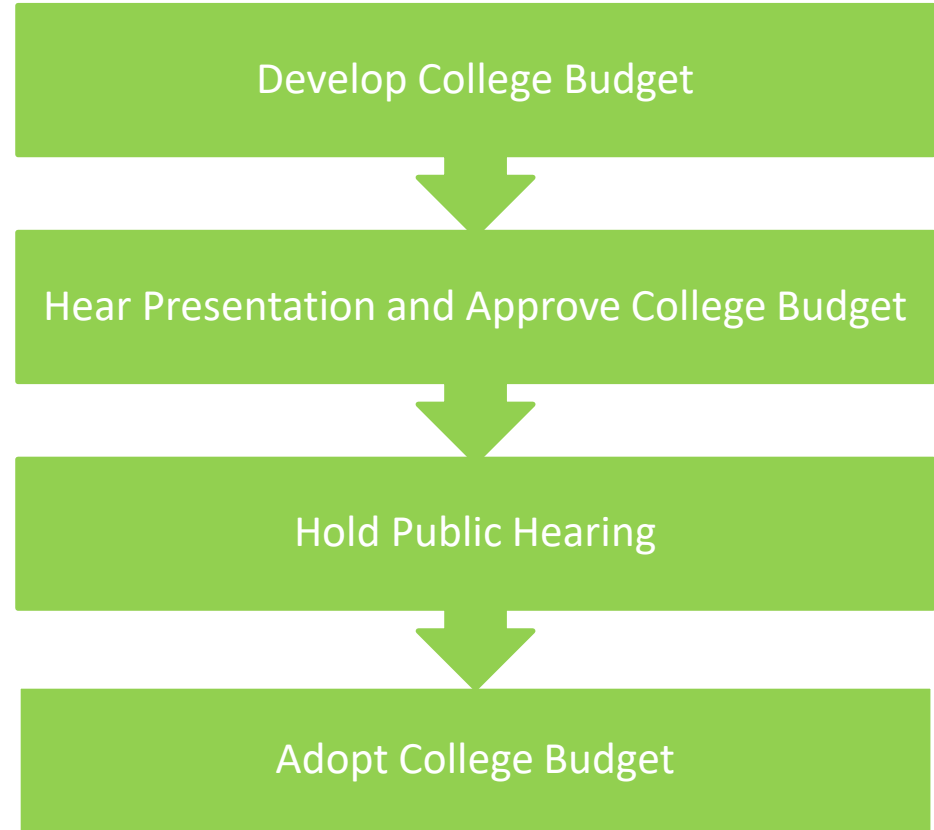 Develop College Budget
Hear Presentation and Approve College Budget
Hold Public Hearing
Adopt College Budget